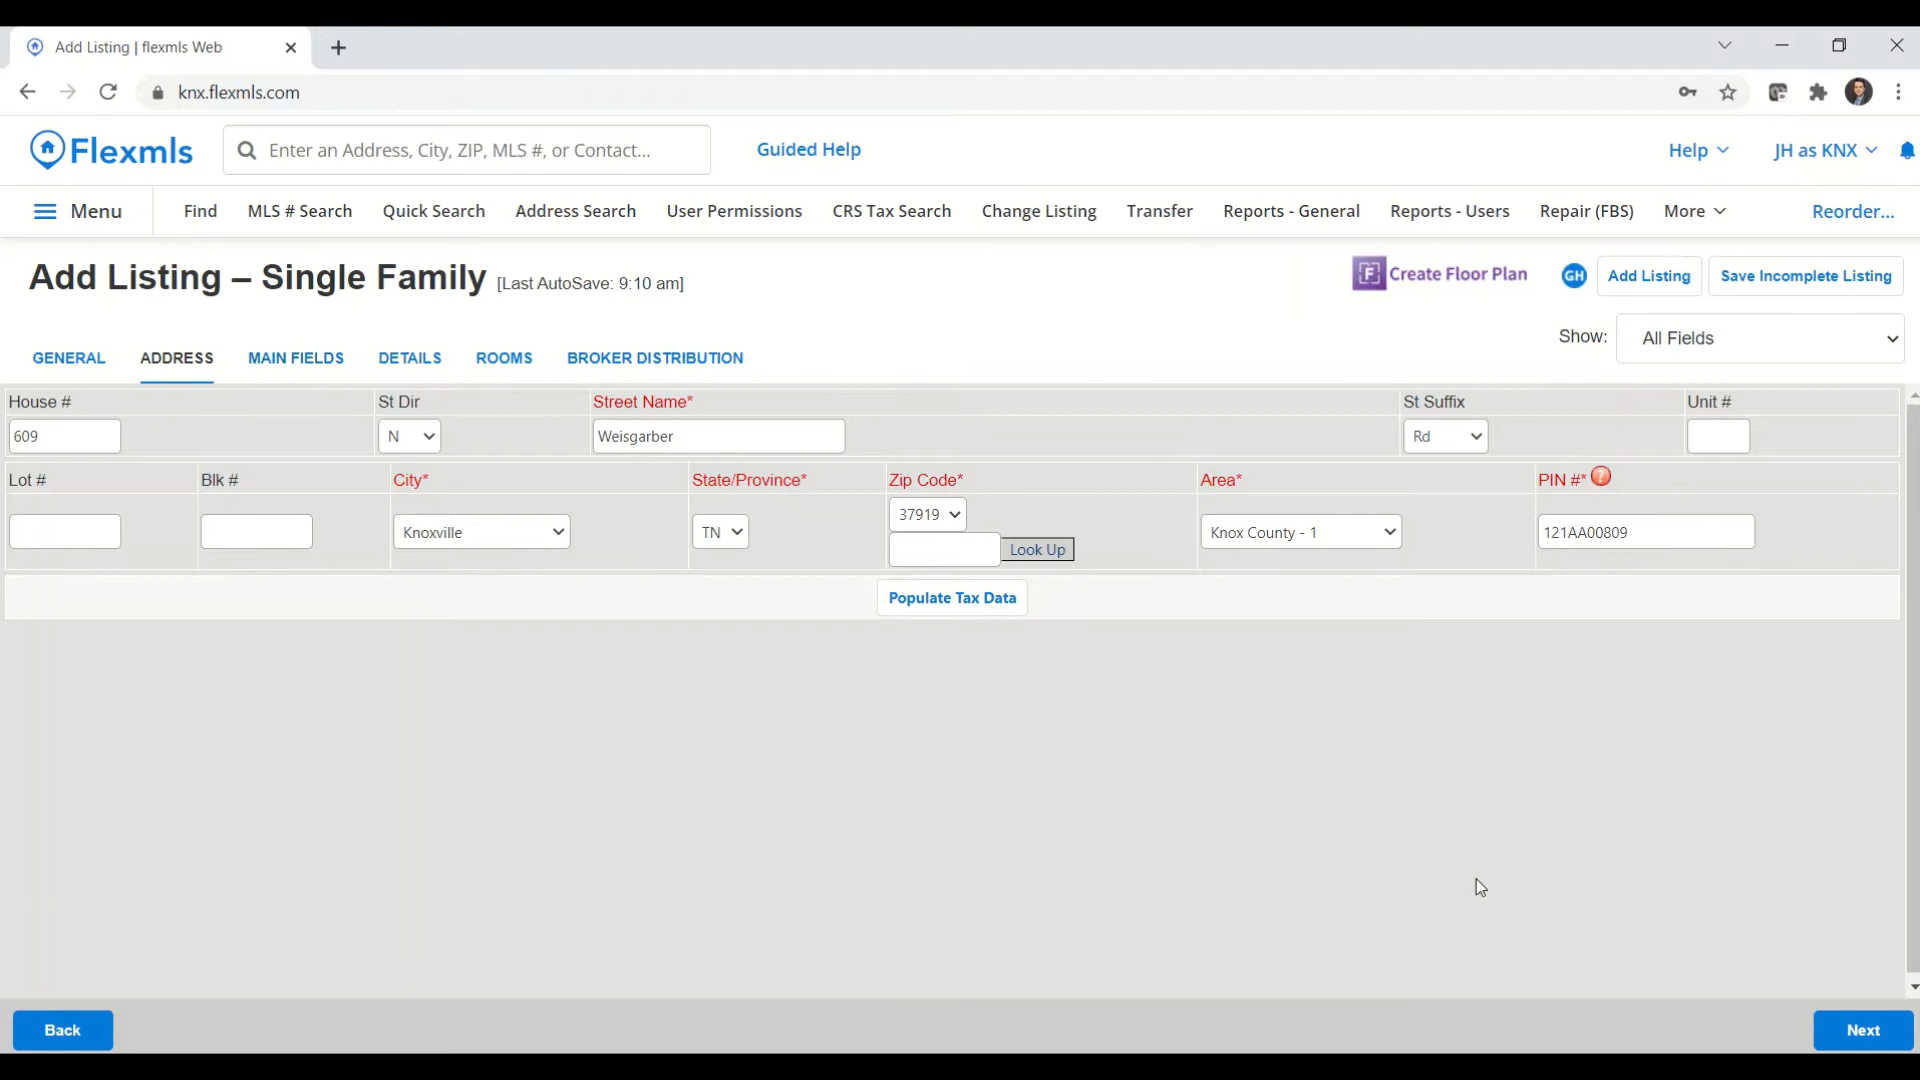 Add Listing | flexmls Web
knx.flexmls.com
Flexmls
Enter an Address, City, ZIP, MLS #, or Contact...
Guided Help
Help
JH as KNX
Menu
Find
MLS # Search
Quick Search
Address Search
User Permissions
CRS Tax Search
Change Listing
Transfer
Reports - General
Reports - Users
Repair (FBS)
More
Reorder...
Add Listing – Single Family [Last AutoSave: 9:10 am]
Create Floor Plan
GH
Add Listing
Save Incomplete Listing
Show:
All Fields
GENERAL
ADDRESS
MAIN FIELDS
DETAILS
ROOMS
BROKER DISTRIBUTION
House #
St Dir
Street Name*
St Suffix
Unit #
609
N
Weisgarber
Rd
Lot #
Blk #
City*
State/Province*
Zip Code*
Area*
PIN #*
?
37919
Knoxville
TN
Look Up
Knox County - 1
121AA00809
Populate Tax Data
Back
Next